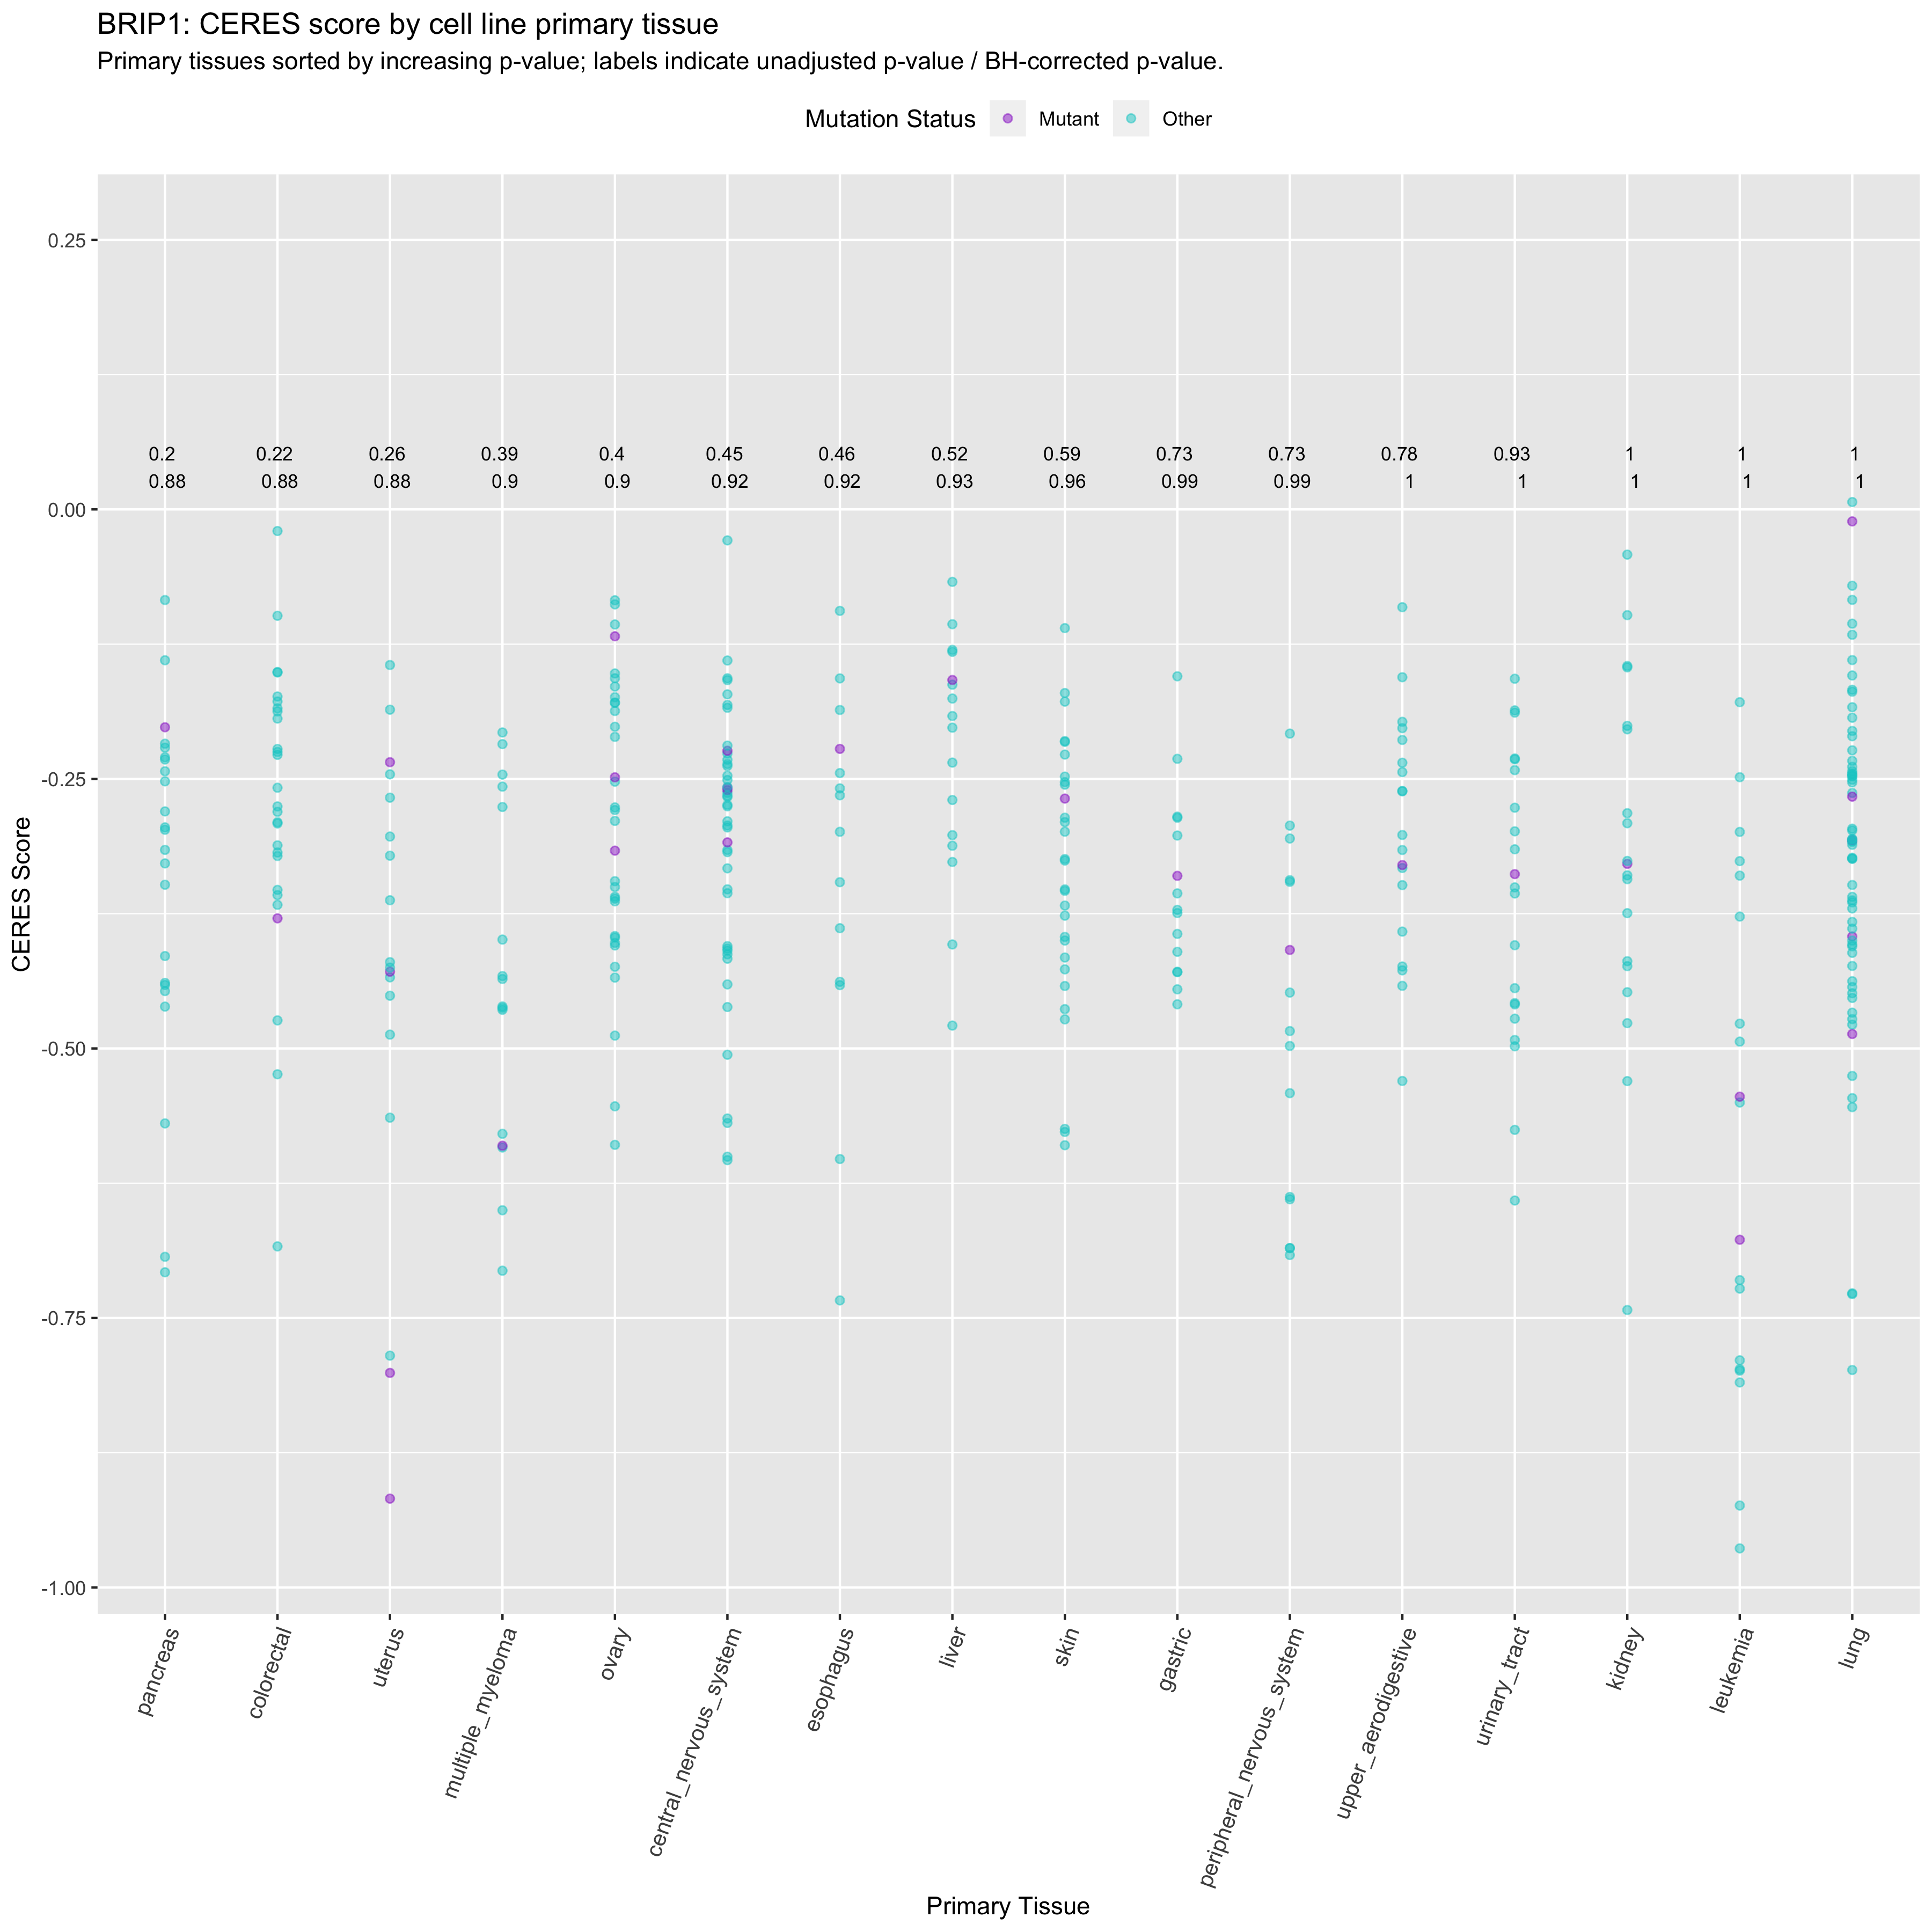 BRIP1: CERES score by cell line primary tissue
Primary tissues sorted by increasing p-value; labels indicate unadjusted p-value / BH-corrected p-value.
Mutation Status Mutant Other
0.25
0.2 0.22 0.26 0.39 0.4 0.45 0.46 0.52 0.59 0.73 0.73 0.78 0.93 1 1 1
0.88 0.88 0.88 0.9 0.9 0.92 0.92 0.93 0.96 0.99 0.99 1 1 1 1 1
0.00
-0.25
-0.50
-0.75
-1.00
CERES Score
pancreas
colorectal
uterus
multiple_myeloma
ovary
central_nervous_system
esophagus
liver
skin
gastric
peripheral_nervous_system
upper_aerodigestive
urinary_tract
kidney
leukemia
lung
Primary Tissue